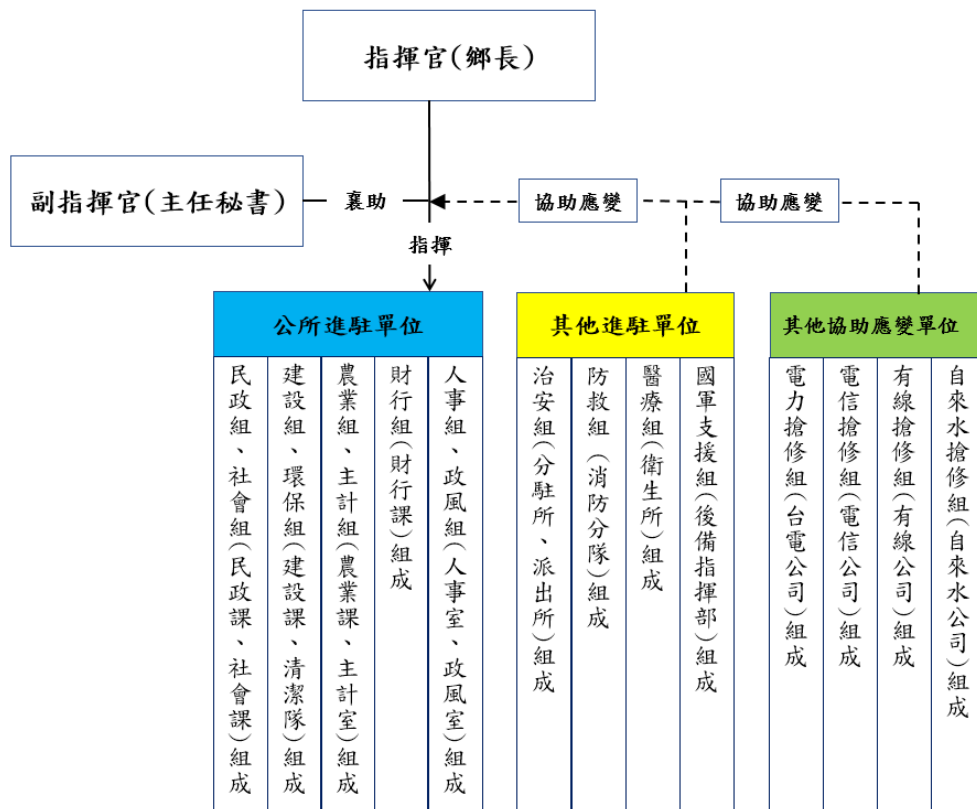 指揮官(鄉長)
副指揮官(主任秘書)
襄助
協助應變
協助應變
指揮
公所進駐單位
民政組、社會組(民政課、社會課)組成
建設組、環保組(建設課、清潔隊)組成
農業組、主計組(農業課、主計室)組成
財行組(財行課)組成
人事組、政風組(人事室、政風室)組成
其他進駐單位
治安組(分駐所、派出所)組成
防救組(消防分隊)組成
醫療組(衛生所)組成
國軍支援組(後備指揮部)組成
其他協助應變單位
電力搶修組(台電公司)組成
電信搶修組(電信公司)組成
有線搶修組(有線公司)組成
自來水搶修組(自來水公司)組成